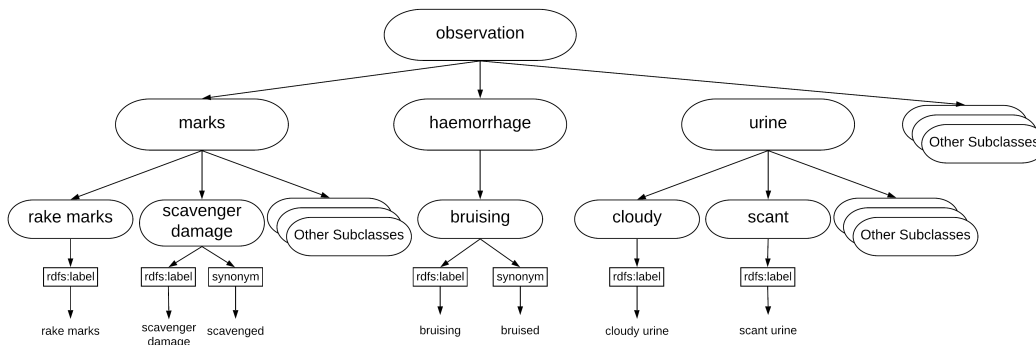 observation
marks
haemorrhage
urine
Other Subclasses
rake marks
scavenger
damage
Other Subclasses
bruising
cloudy
scant
Other Subclasses
rdfs:label
rdfs:label
synonym
rdfs:label
synonym
rdfs:label
rdfs:label
rake marks
scavenger
damage
scavenged
bruising
bruised
cloudy urine
scant urine